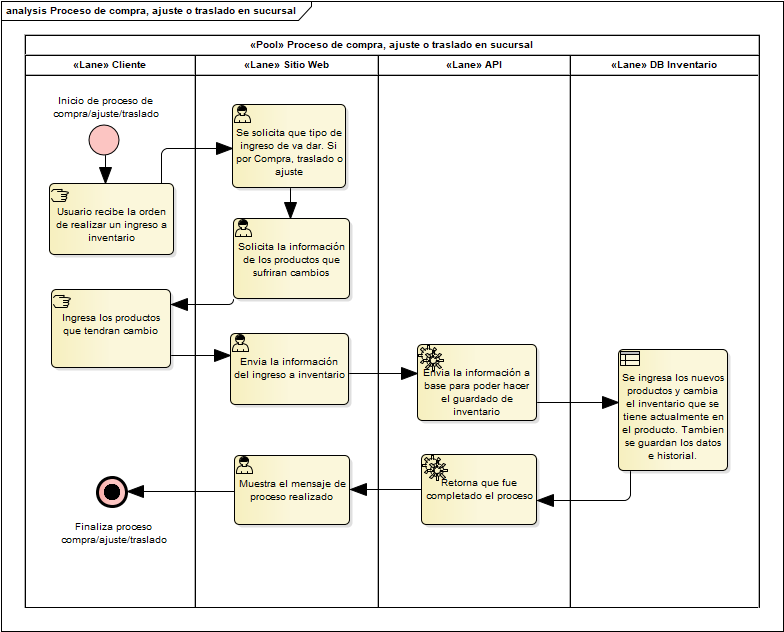 analysis Proceso de compra, ajuste o traslado en sucursal
«Pool» Proceso de compra, ajuste o traslado en sucursal
«Lane» Cliente
«Lane» Sitio Web
«Lane» API
«Lane» DB Inventario
Inicio de proceso de
compra/ajuste/traslado
Usuario recibe la orden
de realizar un ingreso a
inventario
Se solicita que tipo de
ingreso de va dar. Si
por Compra, traslado o
ajuste
Solicita la información
de los productos que
sufriran cambios
Ingresa los productos
que tendran cambio
Envia la información
del ingreso a inventario
Envia la información a
base para poder hacer
el guardado de
inventario
Se ingresa los nuevos
productos y cambia
el inventario que se
tiene actualmente en
el producto. Tambien
se guardan los datos
e historial.
Retorna que fue
completado el proceso
Muestra el mensaje de
proceso realizado
Finaliza proceso
compra/ajuste/traslado